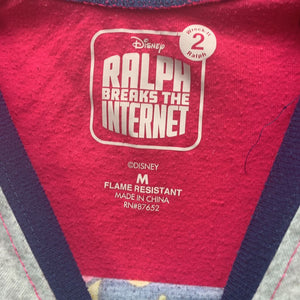 Disney
Wreck-it
2
Ralph
RALPH
BREAKS THE
INTERNET
©DISNEY
M
FLAME RESISTANT
MADE IN CHINA
RN#87652